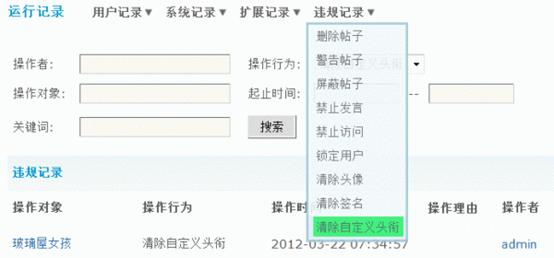 运行记录 用户记录▼ 系统记录▼ 扩展记录▼ 违规记录▼
删除帖子
警告帖子
屏蔽帖子
禁止发言
禁止访问
锁定用户
清除头像
清除签名
清除自定义头衔
操作者： 操作行为： 自定义头衔
操作对象： 起止时间： --
关键词： 搜索
违规记录
操作对象 操作行为 操作时间 操作理由 操作者
玻璃屋女孩 清除自定义头衔 2012-03-22 07:34:57 admin